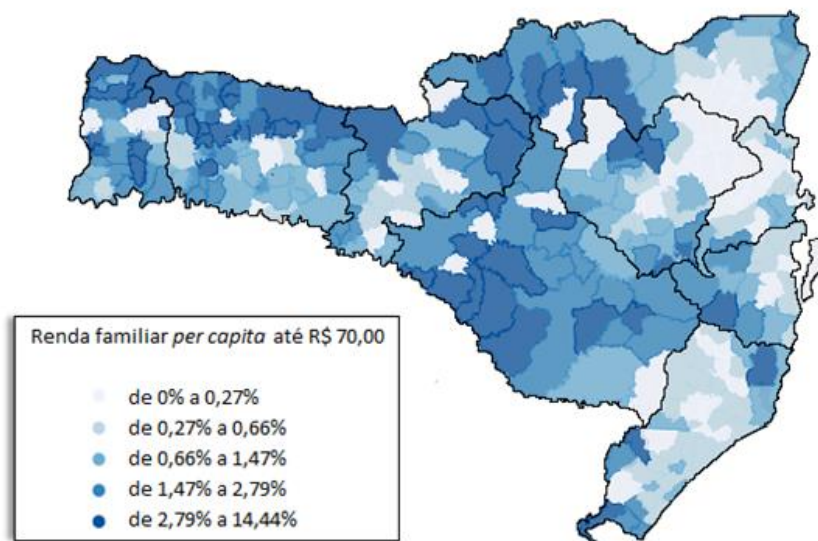 Renda familiar per capita até R$ 70,00
de 0% a 0,27%
de 0,27% a 0,66%
de 0,66% a 1,47%
de 1,47% a 2,79%
de 2,79% a 14,44%